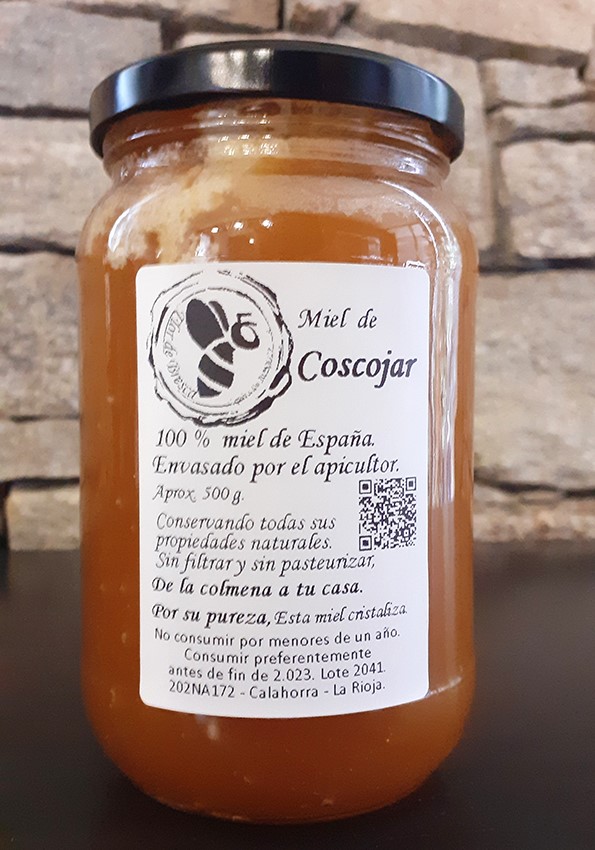 Miel de
Coscojar
100 % miel de España.
Envasado por el apicultor.
Aprox. 500 g.
Conservando todas sus
propiedades naturales.
Sin filtrar y sin pasteurizar,
De la colmena a tu casa.
Por su pureza, Esta miel cristaliza.
No consumir por menores de un año.
Consumir preferentemente
antes de fin de 2.023. Lote 2041.
202NA172 - Calahorra - La Rioja.